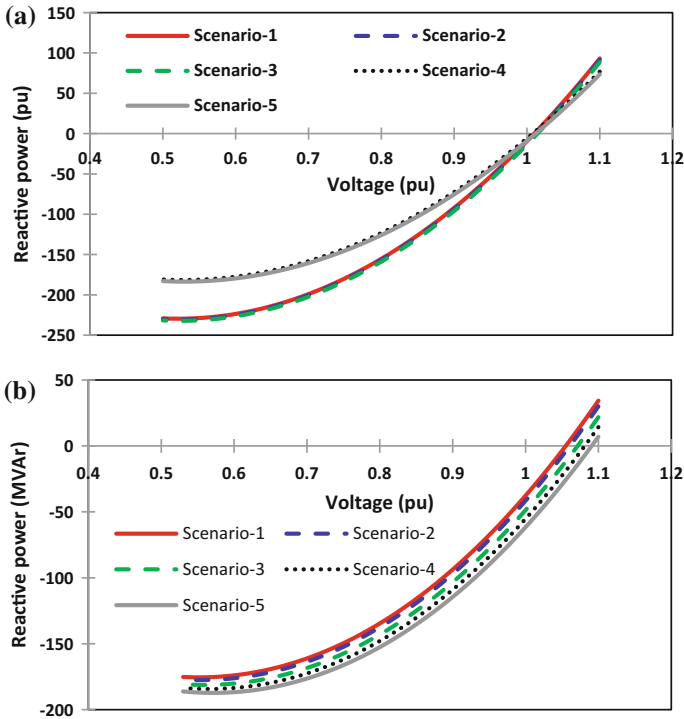 (a)
150
100
50
0
-50
-100
-150
-200
-250
Reactive power (pu)
Scenario-1 Scenario-2
Scenario-3 Scenario-4
Scenario-5
0.4 0.5 0.6 0.7 0.8 0.9 1 1.1 1.2
Voltage (pu)
(b)
50
0
-50
-100
-150
-200
Reactive power (MVAr)
0.4 0.5 0.6 0.7 0.8 0.9 1 1.1 1.2
Voltage (pu)
Scenario-1 Scenario-2
Scenario-3 Scenario-4
Scenario-5